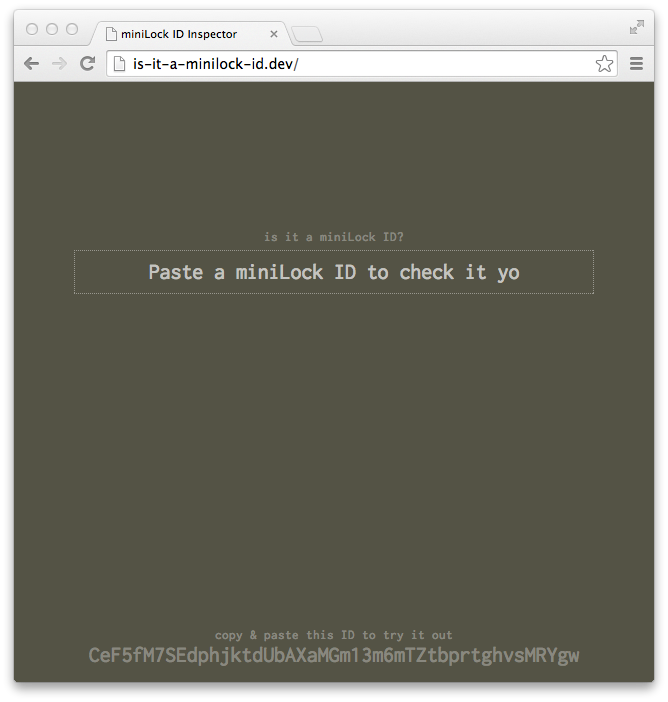 miniLock ID Inspector
is-it-a-minilock-id.dev/
is it a miniLock ID?
Paste a miniLock ID to check it yo
copy & paste this ID to try it out
CeF5fM7SEdphjktdUbAXaMGm13m6mTZtbprtghvsMRYgw